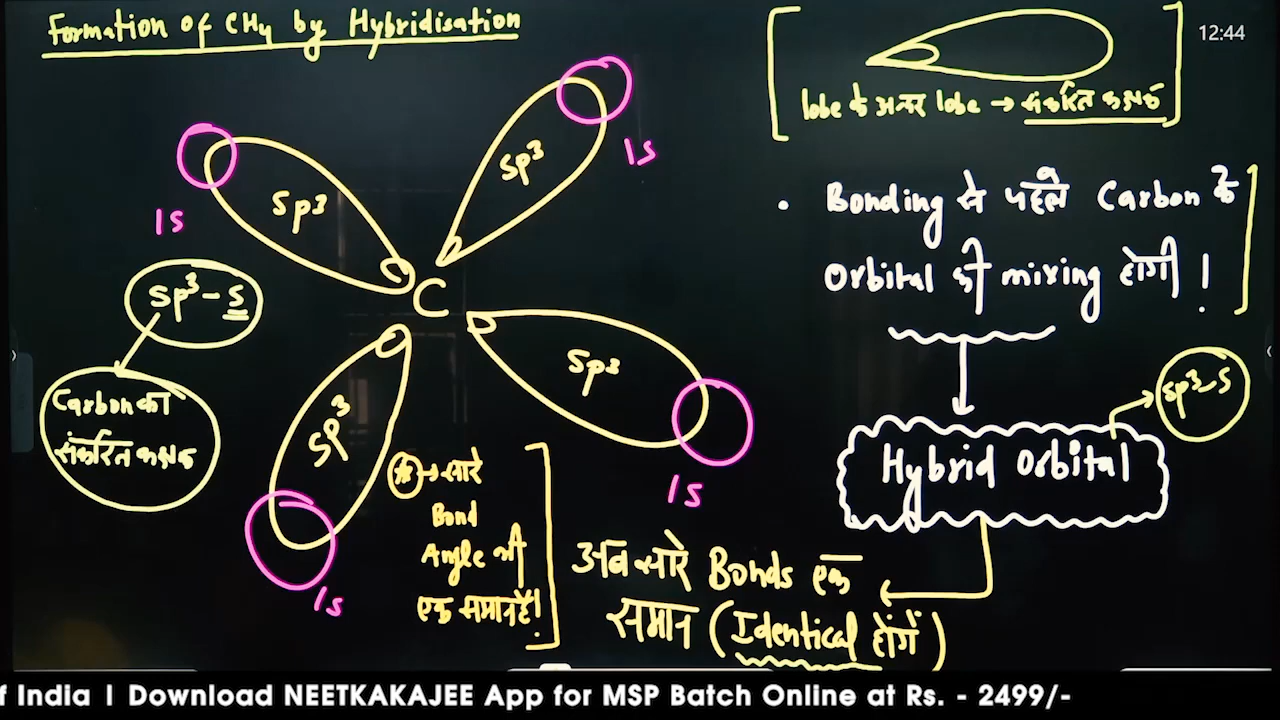 Formation of CH4 by Hybridisation
12:44
lobe के अन्दर lobe → संकरित कक्षक
1s
sp³
sp³
1s
C
sp³
sp³
1s
1s
sp³-s
Carbon का
संकरित कक्षक
• Bonding से पहले Carbon के
Orbital की mixing होगी !
sp³-s
Hybrid Orbital
* → सारे
Bond
Angle भी
एक समान है!
अब सारे Bonds एक
समान (Identical होंगें)
f India I Download NEETKAKAJEE App for MSP Batch Online at Rs. - 2499/-